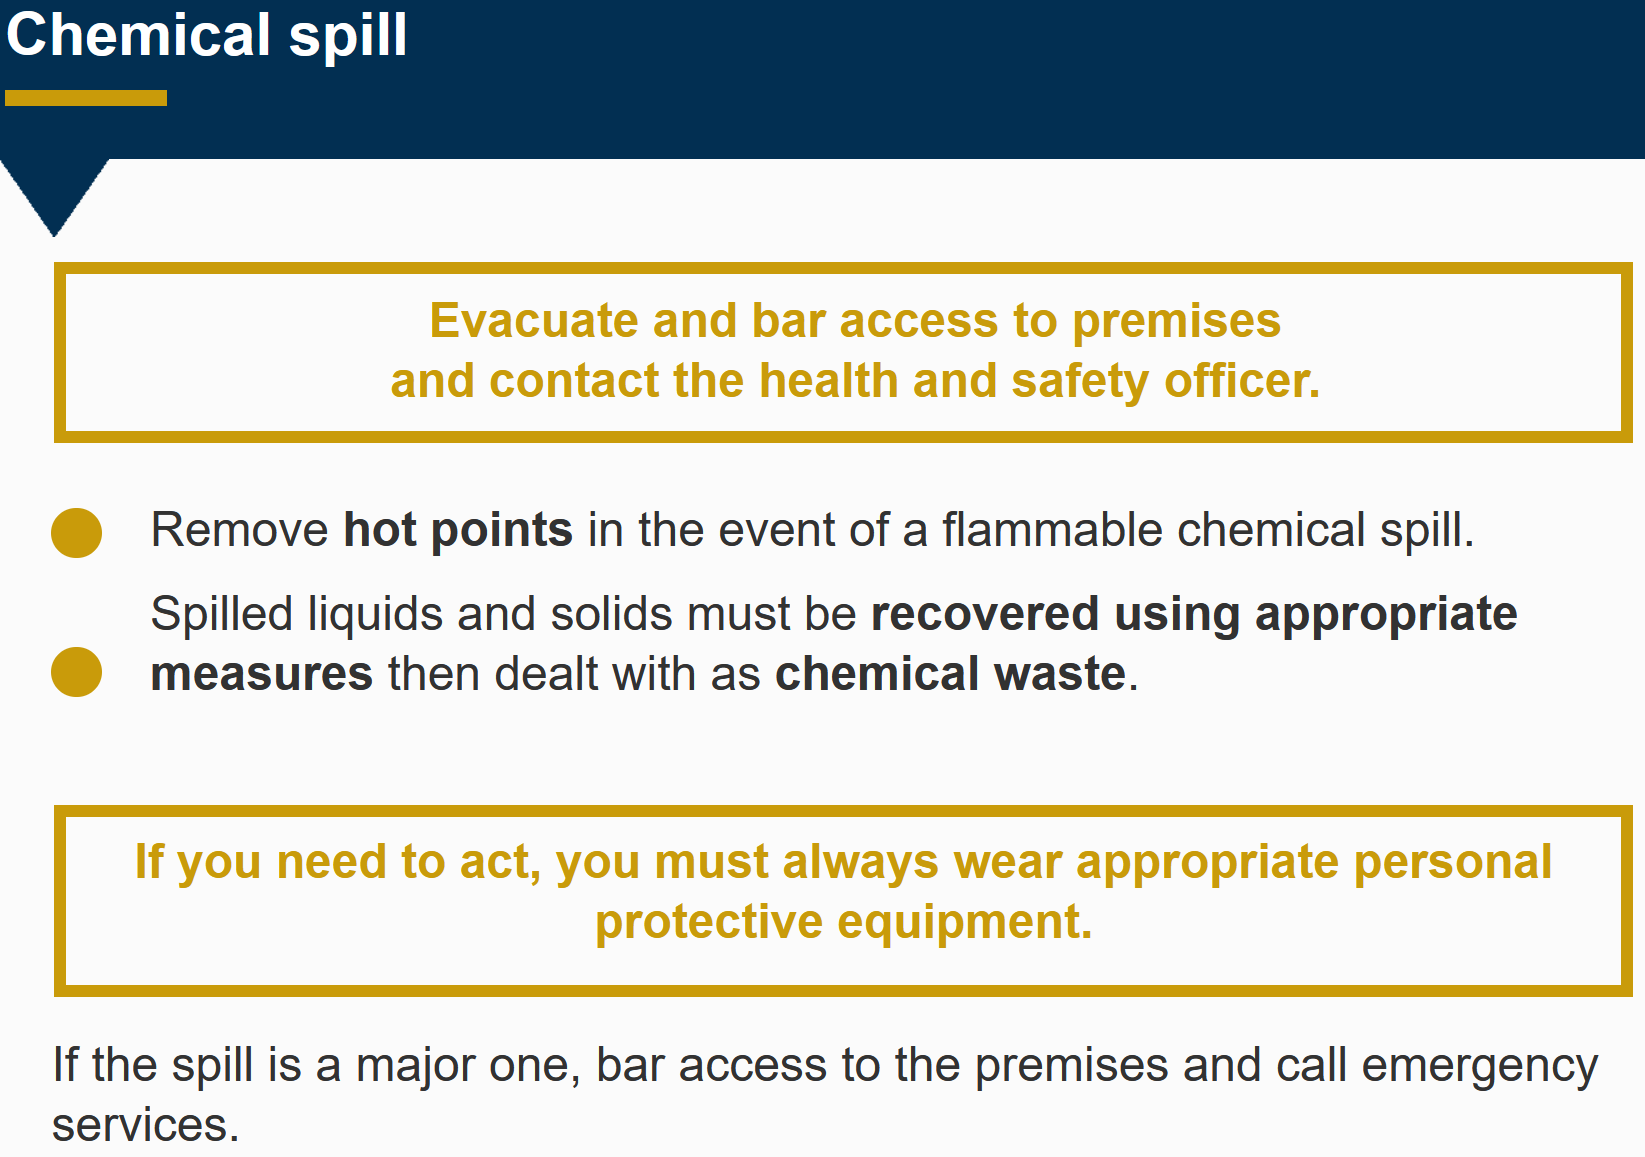 Chemical spill
Evacuate and bar access to premises
and contact the health and safety officer.
Remove hot points in the event of a flammable chemical spill.
Spilled liquids and solids must be recovered using appropriate
measures then dealt with as chemical waste.
If you need to act, you must always wear appropriate personal
protective equipment.
If the spill is a major one, bar access to the premises and call emergency
services.